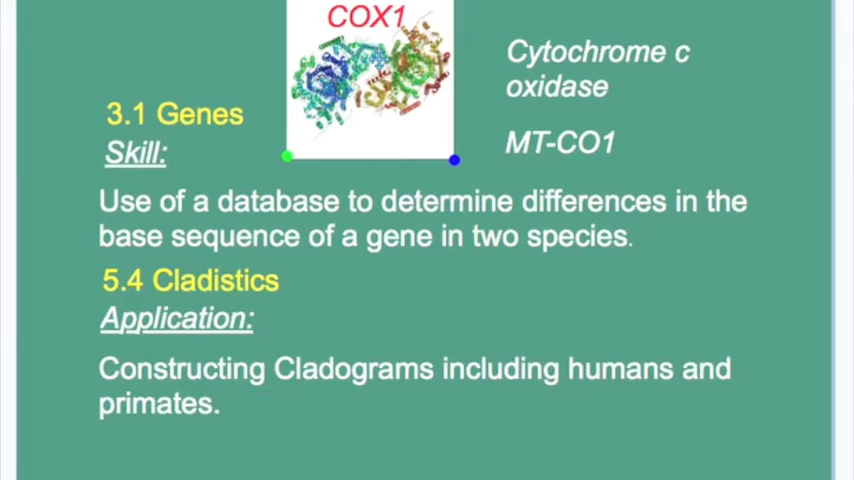 COX1
Cytochrome c
oxidase
MT-CO1
3.1 Genes
Skill:
Use of a database to determine differences in the
base sequence of a gene in two species.
5.4 Cladistics
Application:
Constructing Cladograms including humans and
primates.